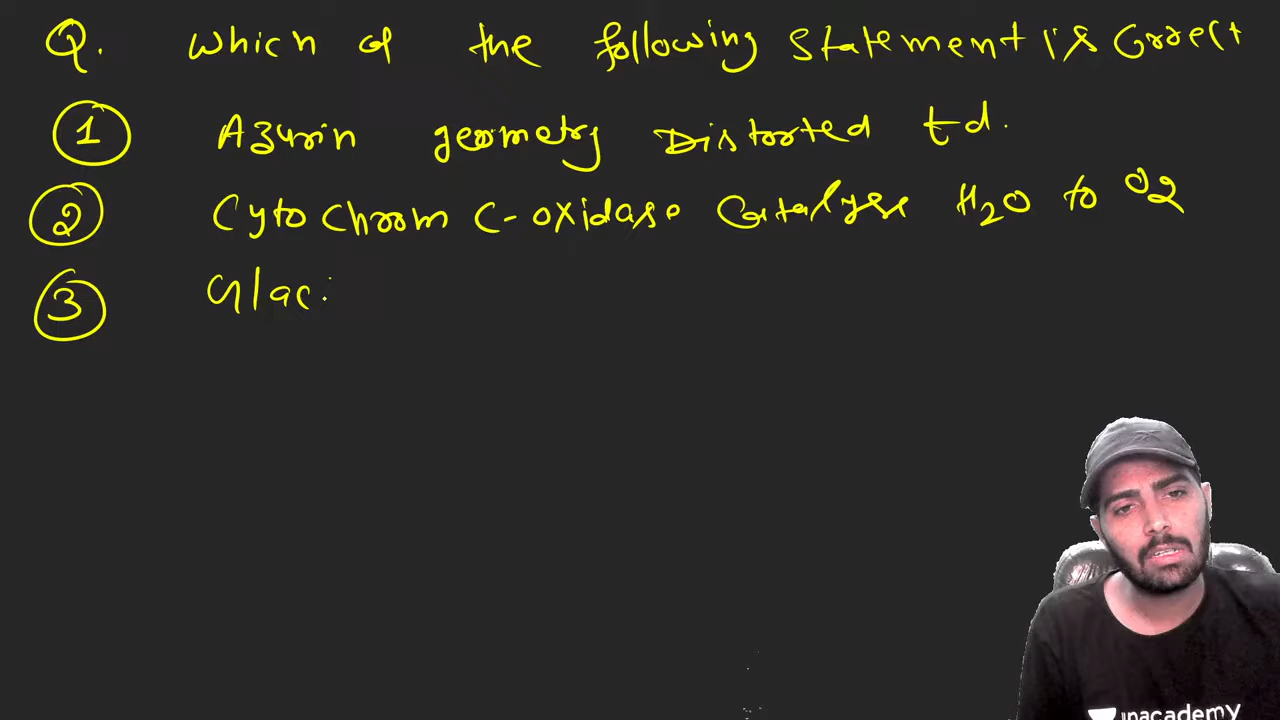 Q. Which of the following Statement is Correct
1 Azurin geometry Distorted td.
2 Cytochrom C-oxidase Catalyse H2O to O2
3 Glac
unacademy